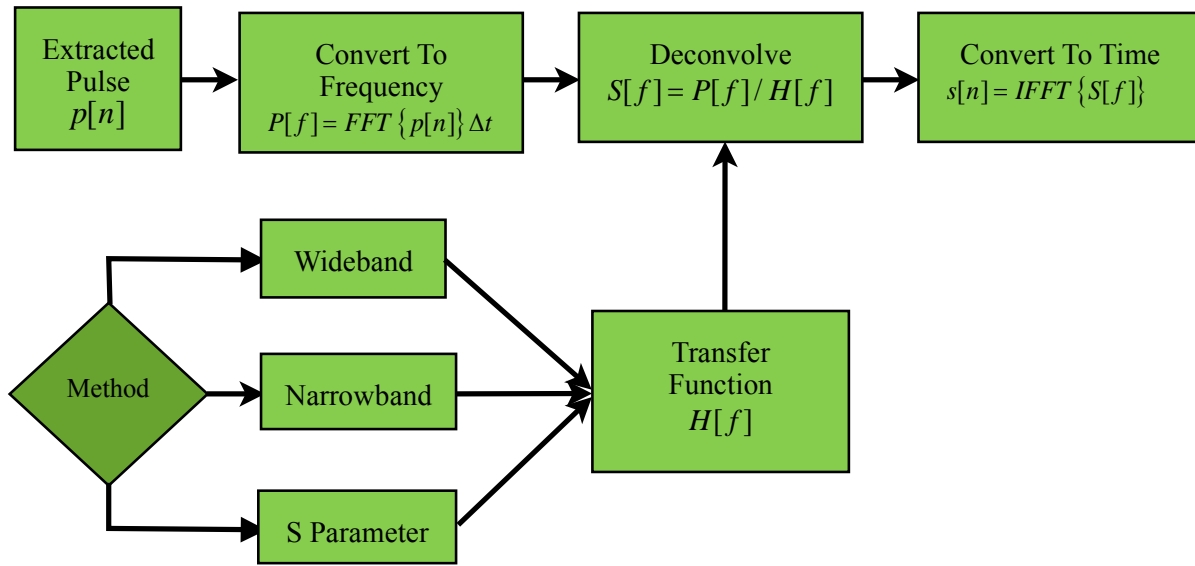 Extracted
Pulse
p[n]
Convert To
Frequency
P[f] = FFT {p[n]} Δt
Deconvolve
S[f] = P[f] / H[f]
Convert To Time
s[n] = IFFT {S[f]}
Wideband
Method
Narrowband
S Parameter
Transfer
Function
H[f]